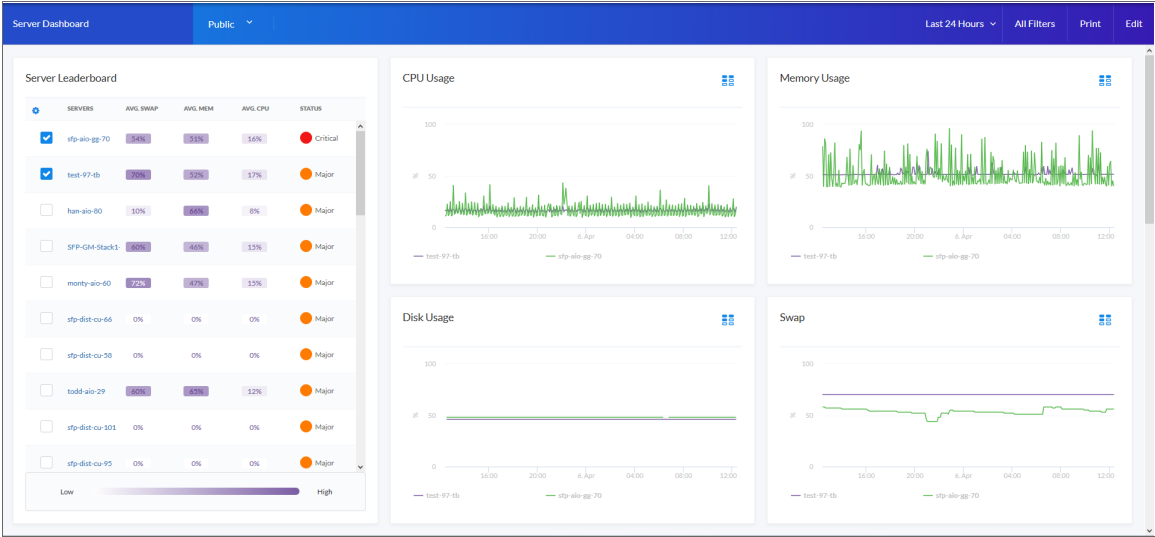 Server Dashboard Public Last 24 Hours All Filters Print Edit
Server Leaderboard
SERVERS AVG. SWAP AVG. MEM AVG. CPU STATUS
sfp-aio-gg-70 54% 51% 16% Critical
test-97-tb 70% 52% 17% Major
han-aio-80 10% 66% 8% Major
SFP-GM-Stack1- 60% 46% 15% Major
monty-aio-60 72% 47% 15% Major
sfp-dist-cu-66 0% 0% 0% Major
sfp-dist-cu-58 0% 0% 0% Major
todd-aio-29 60% 65% 12% Major
sfp-dist-cu-101 0% 0% 0% Major
sfp-dist-cu-95 0% 0% 0% Major
Low High
CPU Usage
100
% 50
0
16:00 20:00 6. Apr 04:00 08:00 12:00
test-97-tb sfp-aio-gg-70
Memory Usage
100
% 50
0
16:00 20:00 6. Apr 04:00 08:00 12:00
test-97-tb sfp-aio-gg-70
Disk Usage
100
% 50
0
16:00 20:00 6. Apr 04:00 08:00 12:00
test-97-tb sfp-aio-gg-70
Swap
100
% 50
0
16:00 20:00 6. Apr 04:00 08:00 12:00
test-97-tb sfp-aio-gg-70